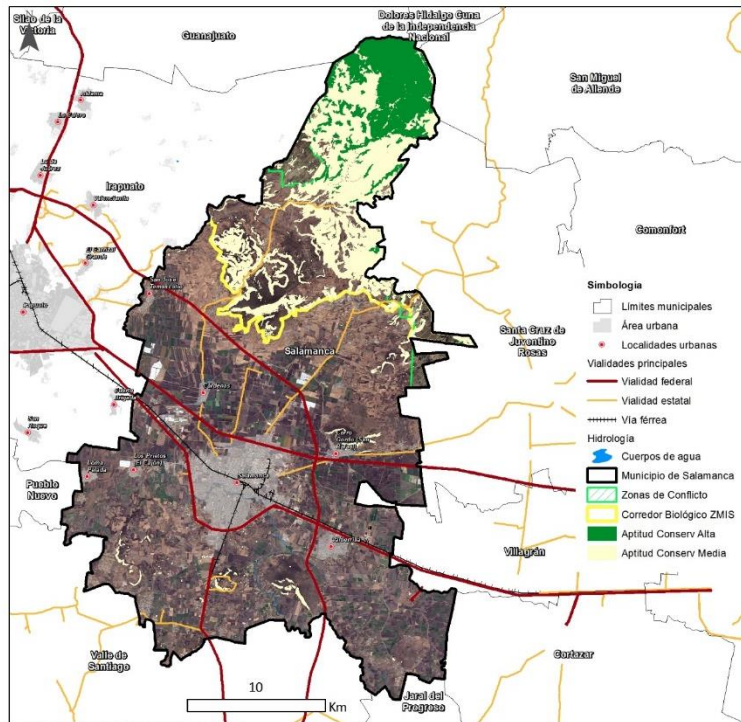 Silao de la
Victoria
Guanajuato
Dolores Hidalgo Cuna
de la Independencia
Nacional
San Miguel
de Allende
Irapuato
Comonfort
Santa Cruz de
Juventino
Rosas
Salamanca
Cárdenas
Salamanca
Pueblo
Nuevo
Villagrán
Valle de
Santiago
Cortazar
Jaral del
Progreso
10
Km
Simbología
Límites municipales
Área urbana
Localidades urbanas
Vialidades principales
Vialidad federal
Vialidad estatal
Vía férrea
Hidrología
Cuerpos de agua
Municipio de Salamanca
Zonas de Conflicto
Corredor Biológico ZMIS
Aptitud Conserv Alta
Aptitud Conserv Media